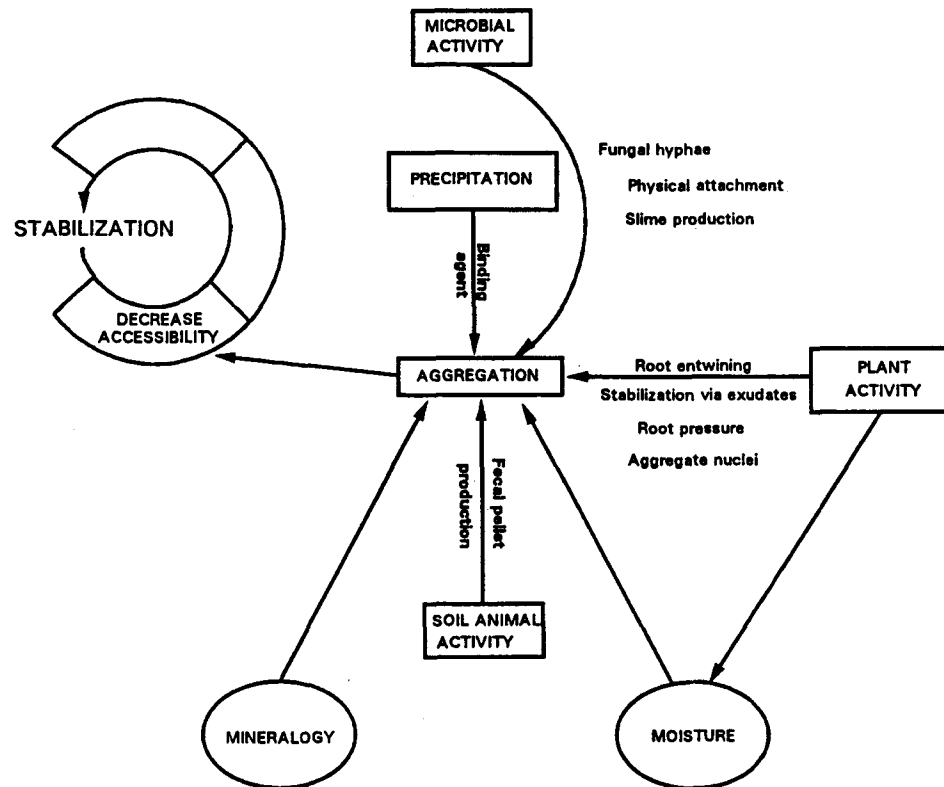 MICROBIAL
ACTIVITY
Fungal hyphae
Physical attachment
Slime production
PRECIPITATION
Binding
agent
STABILIZATION
DECREASE
ACCESSIBILITY
AGGREGATION
Root entwining
Stabilization via exudates
Root pressure
Aggregate nuclei
PLANT
ACTIVITY
Fecal pellet
production
SOIL ANIMAL
ACTIVITY
MINERALOGY
MOISTURE